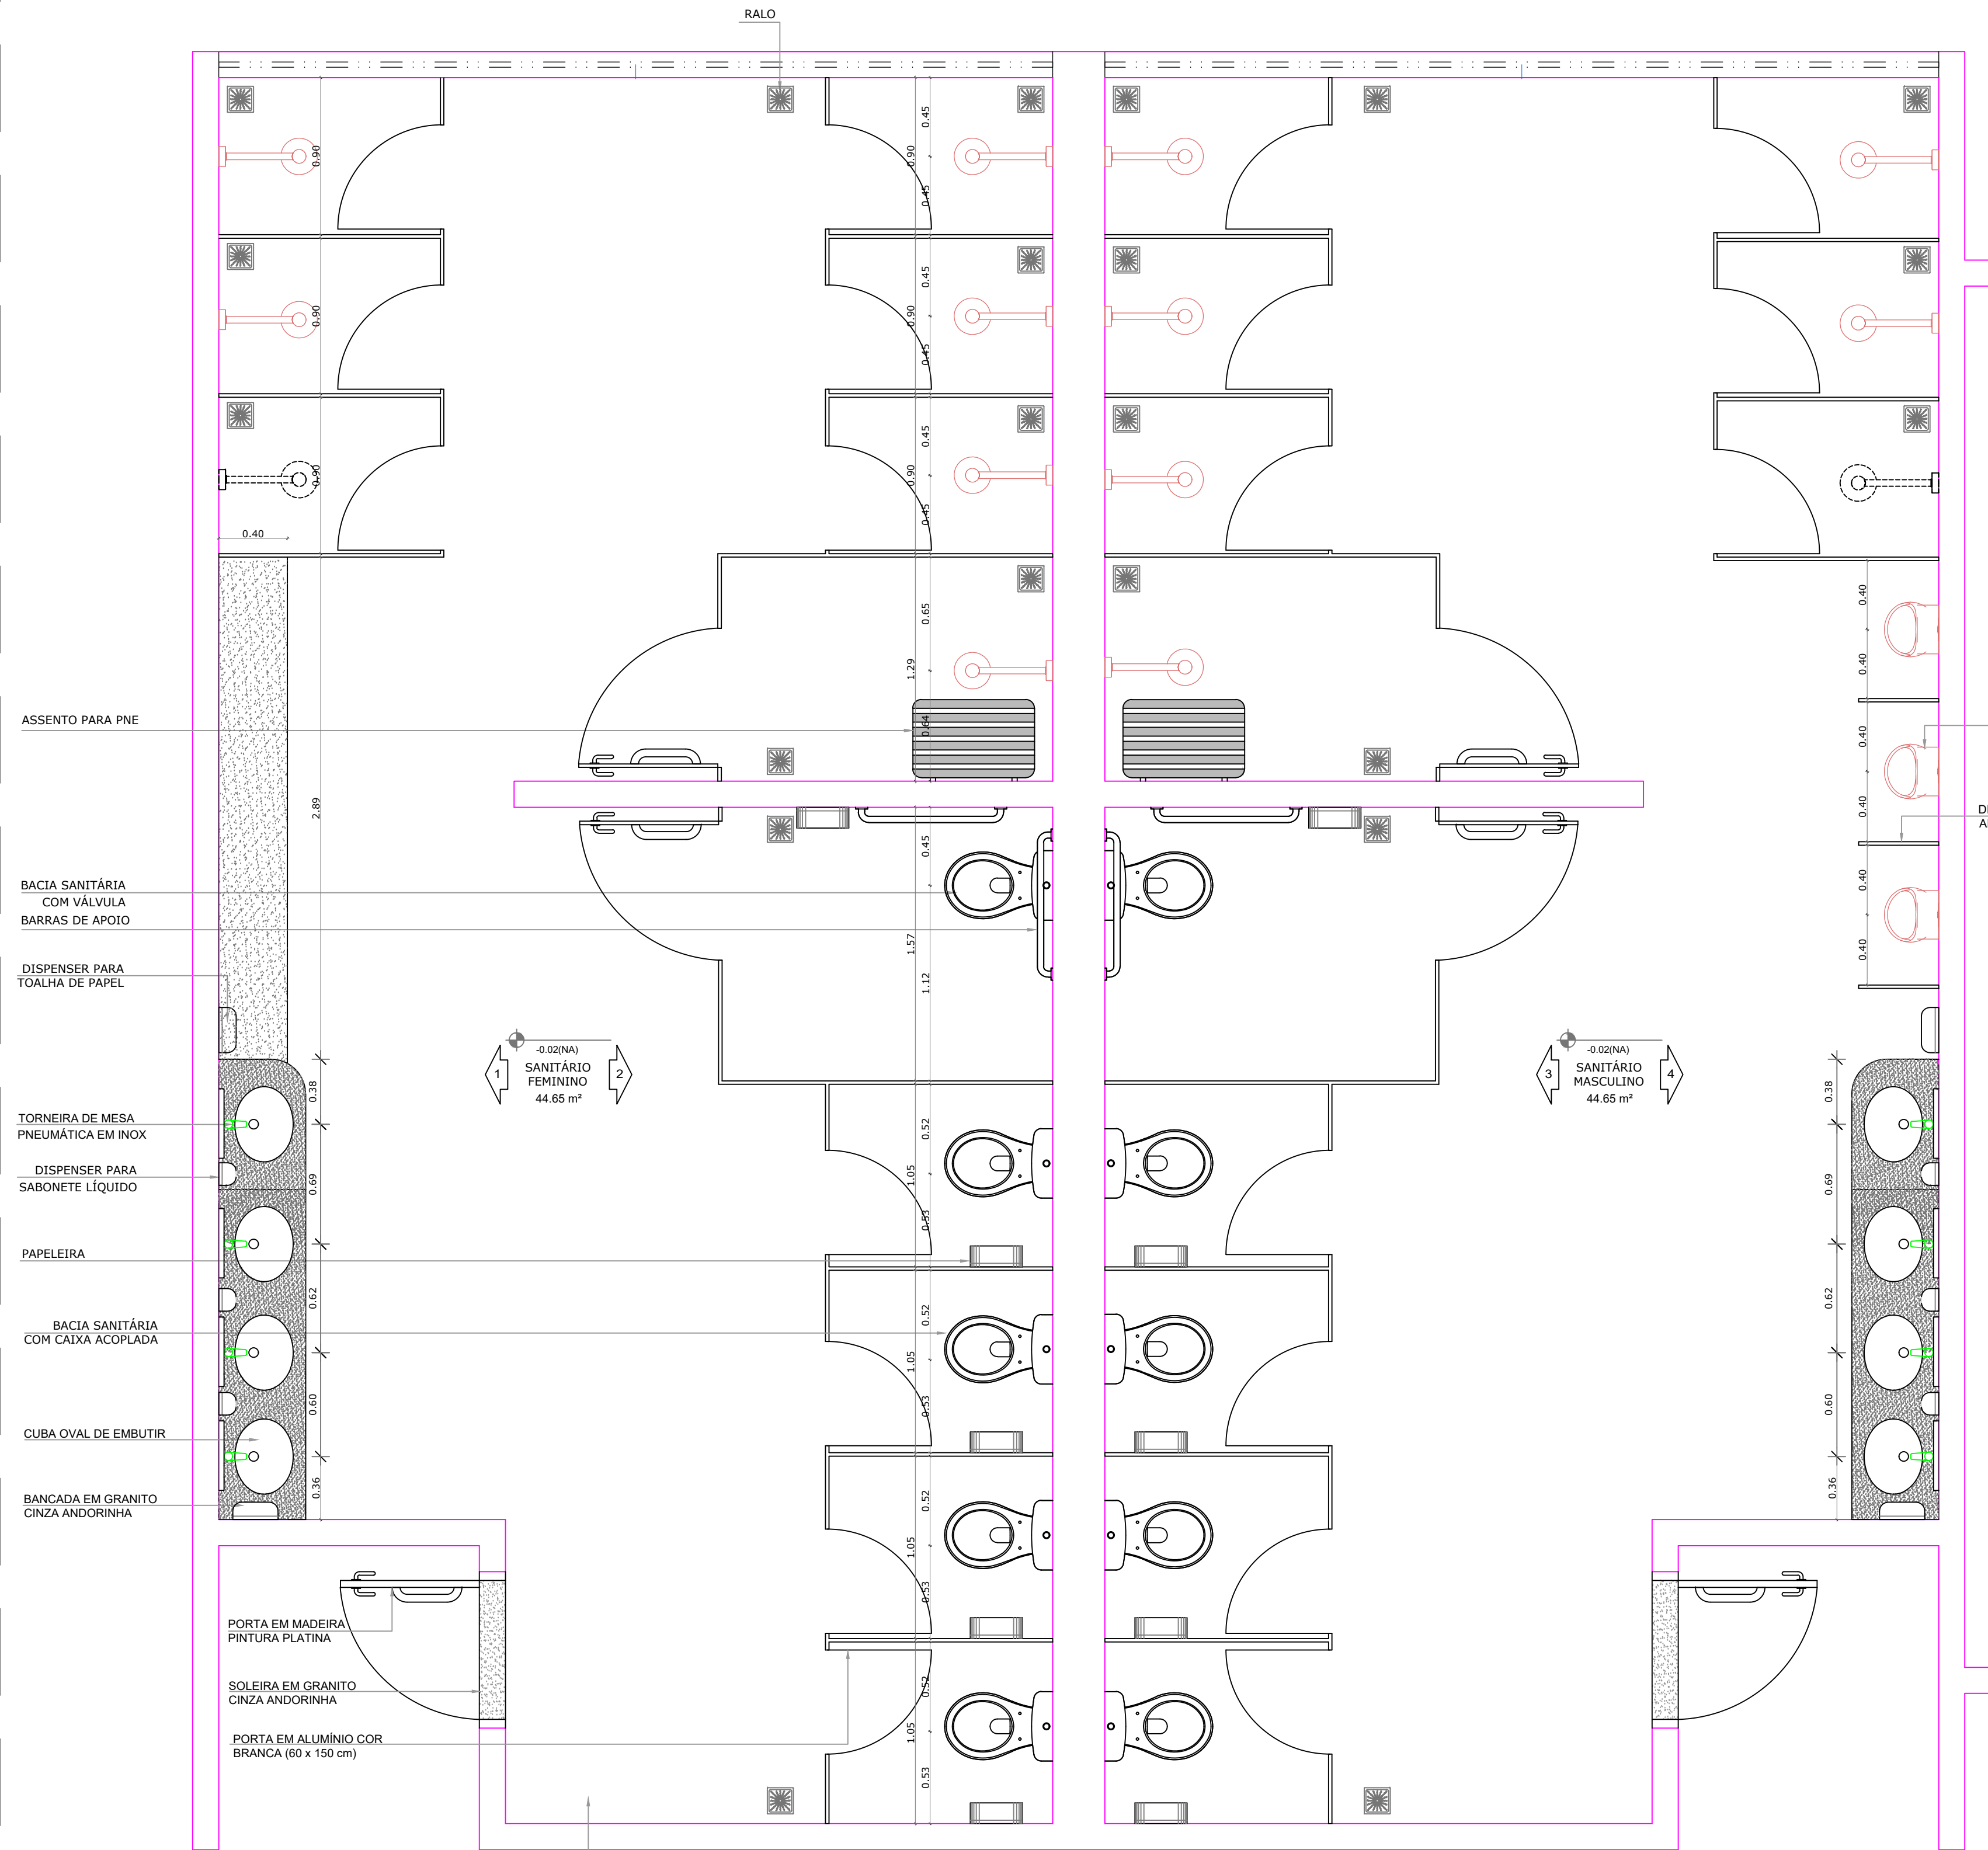 RALO
0.45
0.90
0.90
0.45
0.45
0.90
0.90
0.45
0.45
0.90
0.90
0.45
0.40
0.40
0.65
0.40
1.29
ASSENTO PARA PNE
0.64
0.40
2.89
0.40
0.45
BACIA SANITÁRIA
COM VÁLVULA
0.40
BARRAS DE APOIO
1.57
0.40
DISPENSER PARA
TOALHA DE PAPEL
1.12
-0.02(NA)
1
SANITÁRIO
FEMININO
2
44.65 m²
-0.02(NA)
3
SANITÁRIO
MASCULINO
4
44.65 m²
0.38
0.38
TORNEIRA DE MESA
PNEUMÁTICA EM INOX
0.52
DISPENSER PARA
SABONETE LÍQUIDO
0.69
1.05
0.69
0.53
PAPELEIRA
0.62
0.52
0.62
BACIA SANITÁRIA
COM CAIXA ACOPLADA
1.05
0.60
0.53
0.60
CUBA OVAL DE EMBUTIR
0.36
0.52
0.36
BANCADA EM GRANITO
CINZA ANDORINHA
1.05
0.53
PORTA EM MADEIRA
PINTURA PLATINA
SOLEIRA EM GRANITO
CINZA ANDORINHA
0.52
1.05
PORTA EM ALUMÍNIO COR
BRANCA (60 x 150 cm)
0.53